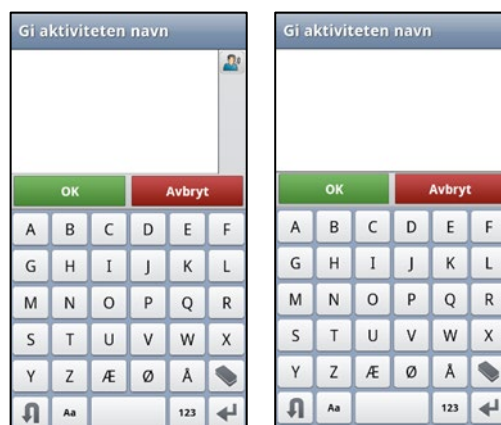 Gi aktiviteten navn
OK Avbryt
A B C D E F
G H I J K L
M N O P Q R
S T U V W X
Y Z Æ Ø Å
Aa 123
Gi aktiviteten navn
OK Avbryt
A B C D E F
G H I J K L
M N O P Q R
S T U V W X
Y Z Æ Ø Å
Aa 123